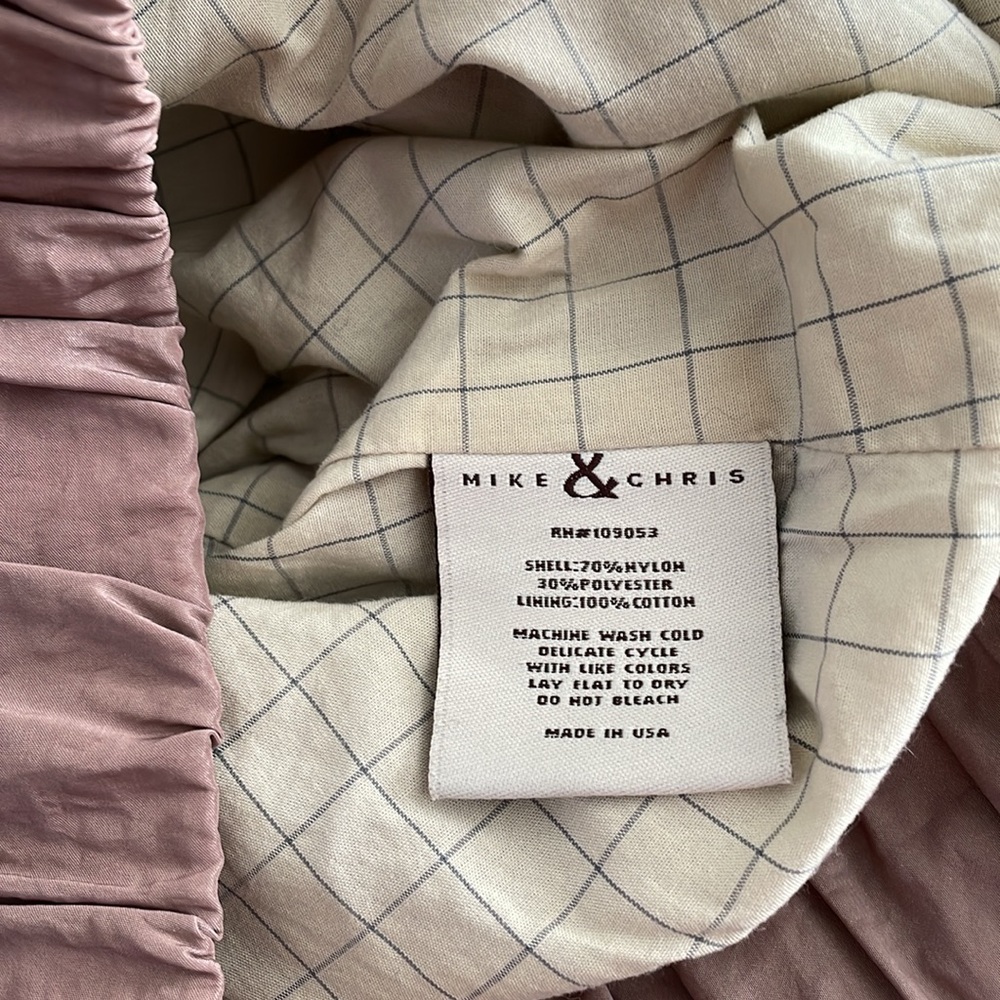 MIKE & CHRIS
RN#109053
SHELL:70%NYLON
30%POLYESTER
LINING:100%COTTON
MACHINE WASH COLD
DELICATE CYCLE
WITH LIKE COLORS
LAY FLAT TO DRY
DO NOT BLEACH
MADE IN USA